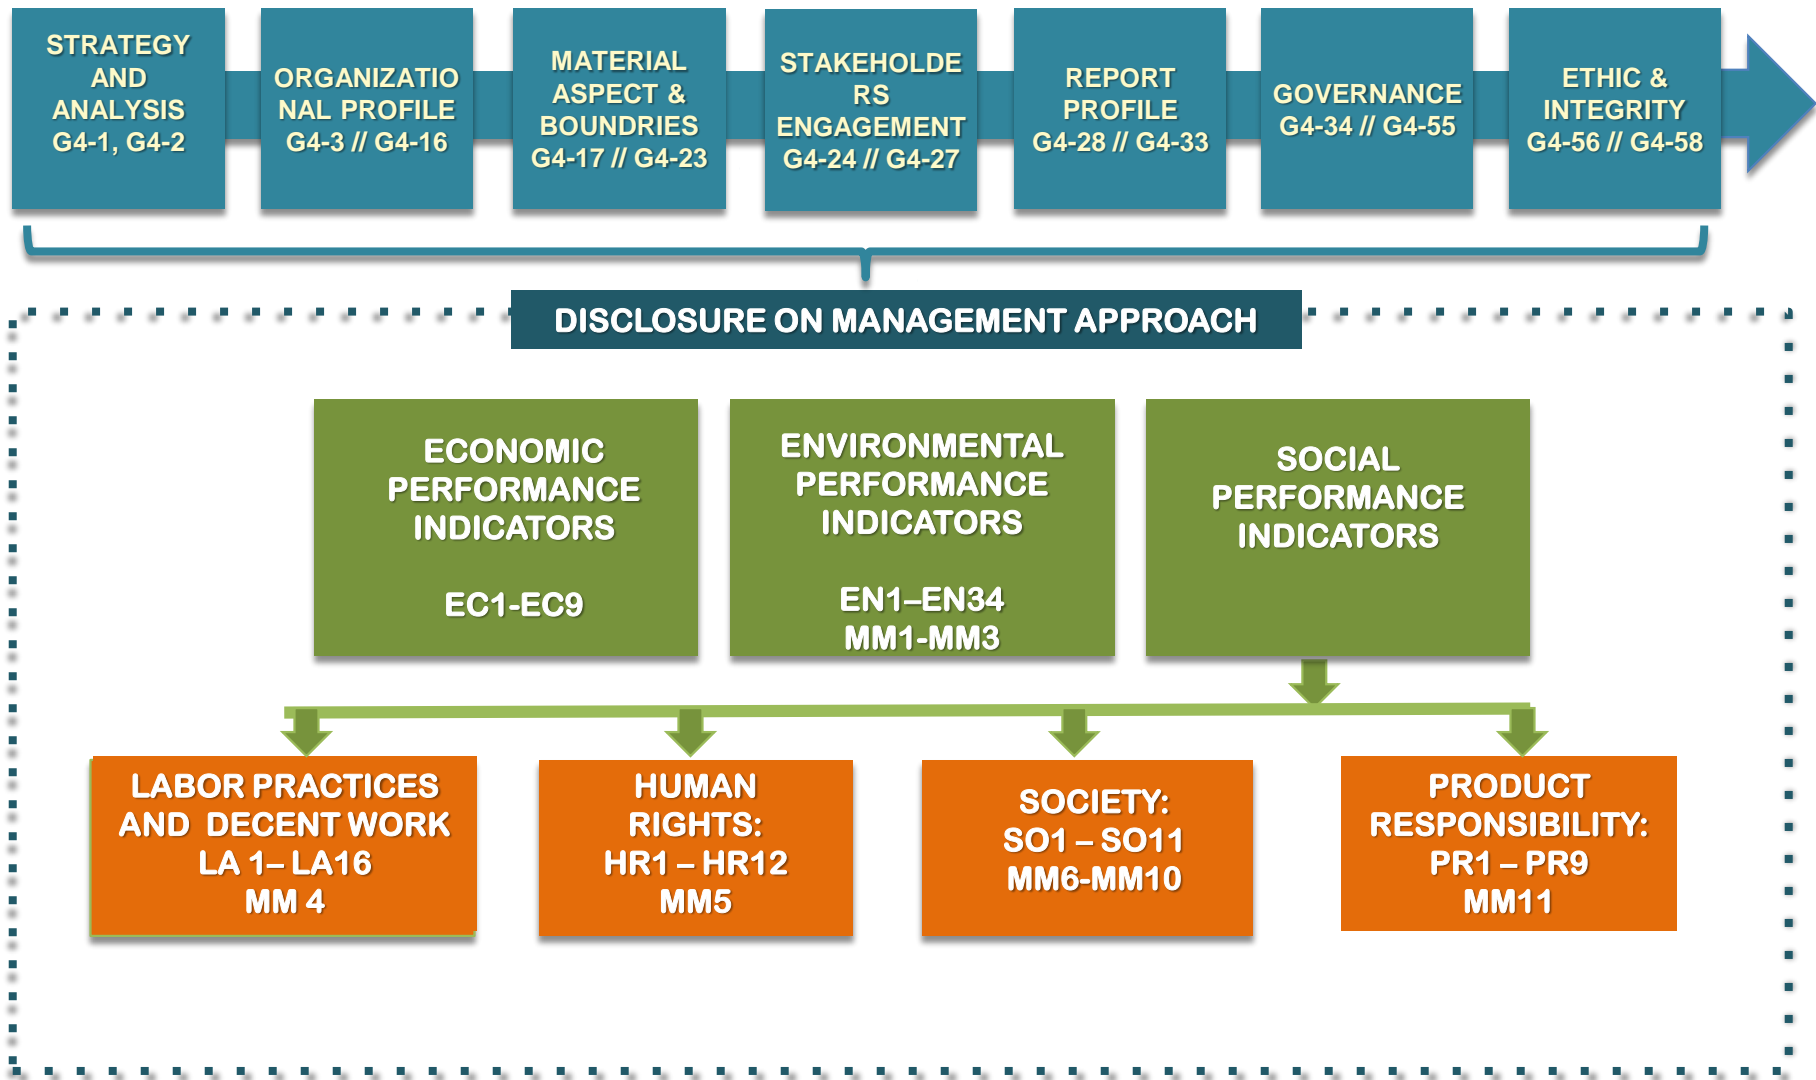 STRATEGY
AND
ANALYSIS
G4-1, G4-2
ORGANIZATIO
NAL PROFILE
G4-3 // G4-16
MATERIAL
ASPECT &
BOUNDRIES
G4-17 // G4-23
STAKEHOLDE
RS
ENGAGEMENT
G4-24 // G4-27
REPORT
PROFILE
G4-28 // G4-33
GOVERNANCE
G4-34 // G4-55
ETHIC &
INTEGRITY
G4-56 // G4-58
DISCLOSURE ON MANAGEMENT APPROACH
ECONOMIC
PERFORMANCE
INDICATORS
EC1-EC9
ENVIRONMENTAL
PERFORMANCE
INDICATORS
EN1–EN34
MM1-MM3
SOCIAL
PERFORMANCE
INDICATORS
LABOR PRACTICES
AND  DECENT WORK
LA 1– LA16
MM 4
HUMAN
RIGHTS:
HR1 – HR12
MM5
SOCIETY:
SO1 – SO11
MM6-MM10
PRODUCT
RESPONSIBILITY:
PR1 – PR9
MM11